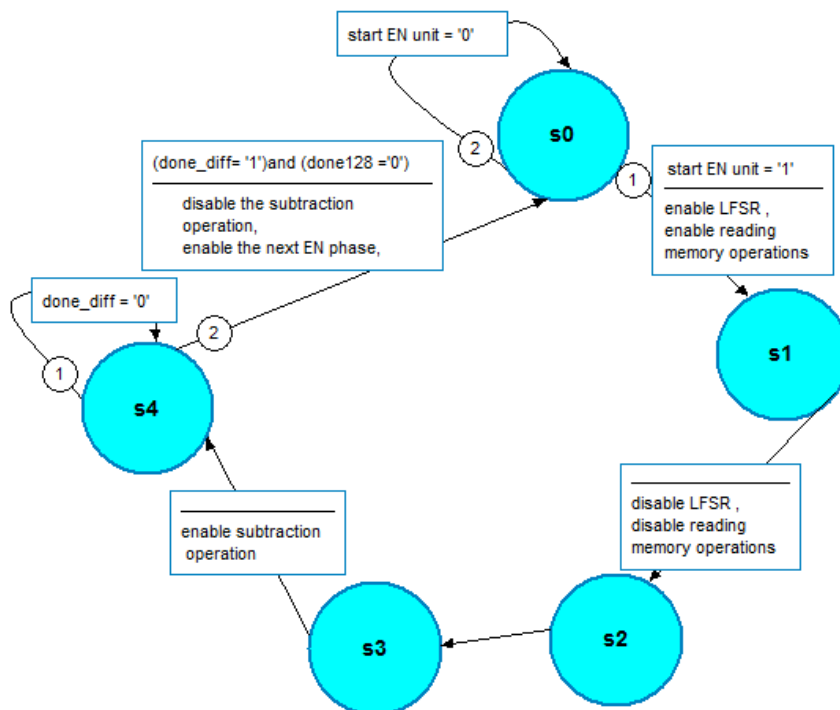 start EN unit = '0'
s0
2
1
start EN unit = '1'
enable LFSR ,
enable reading
memory operations
(done_diff= '1')and (done128 ='0')
disable the subtraction
operation,
enable the next EN phase,
done_diff = '0'
2
1
s4
s1
disable LFSR ,
disable reading
memory operations
enable subtraction
operation
s3
s2